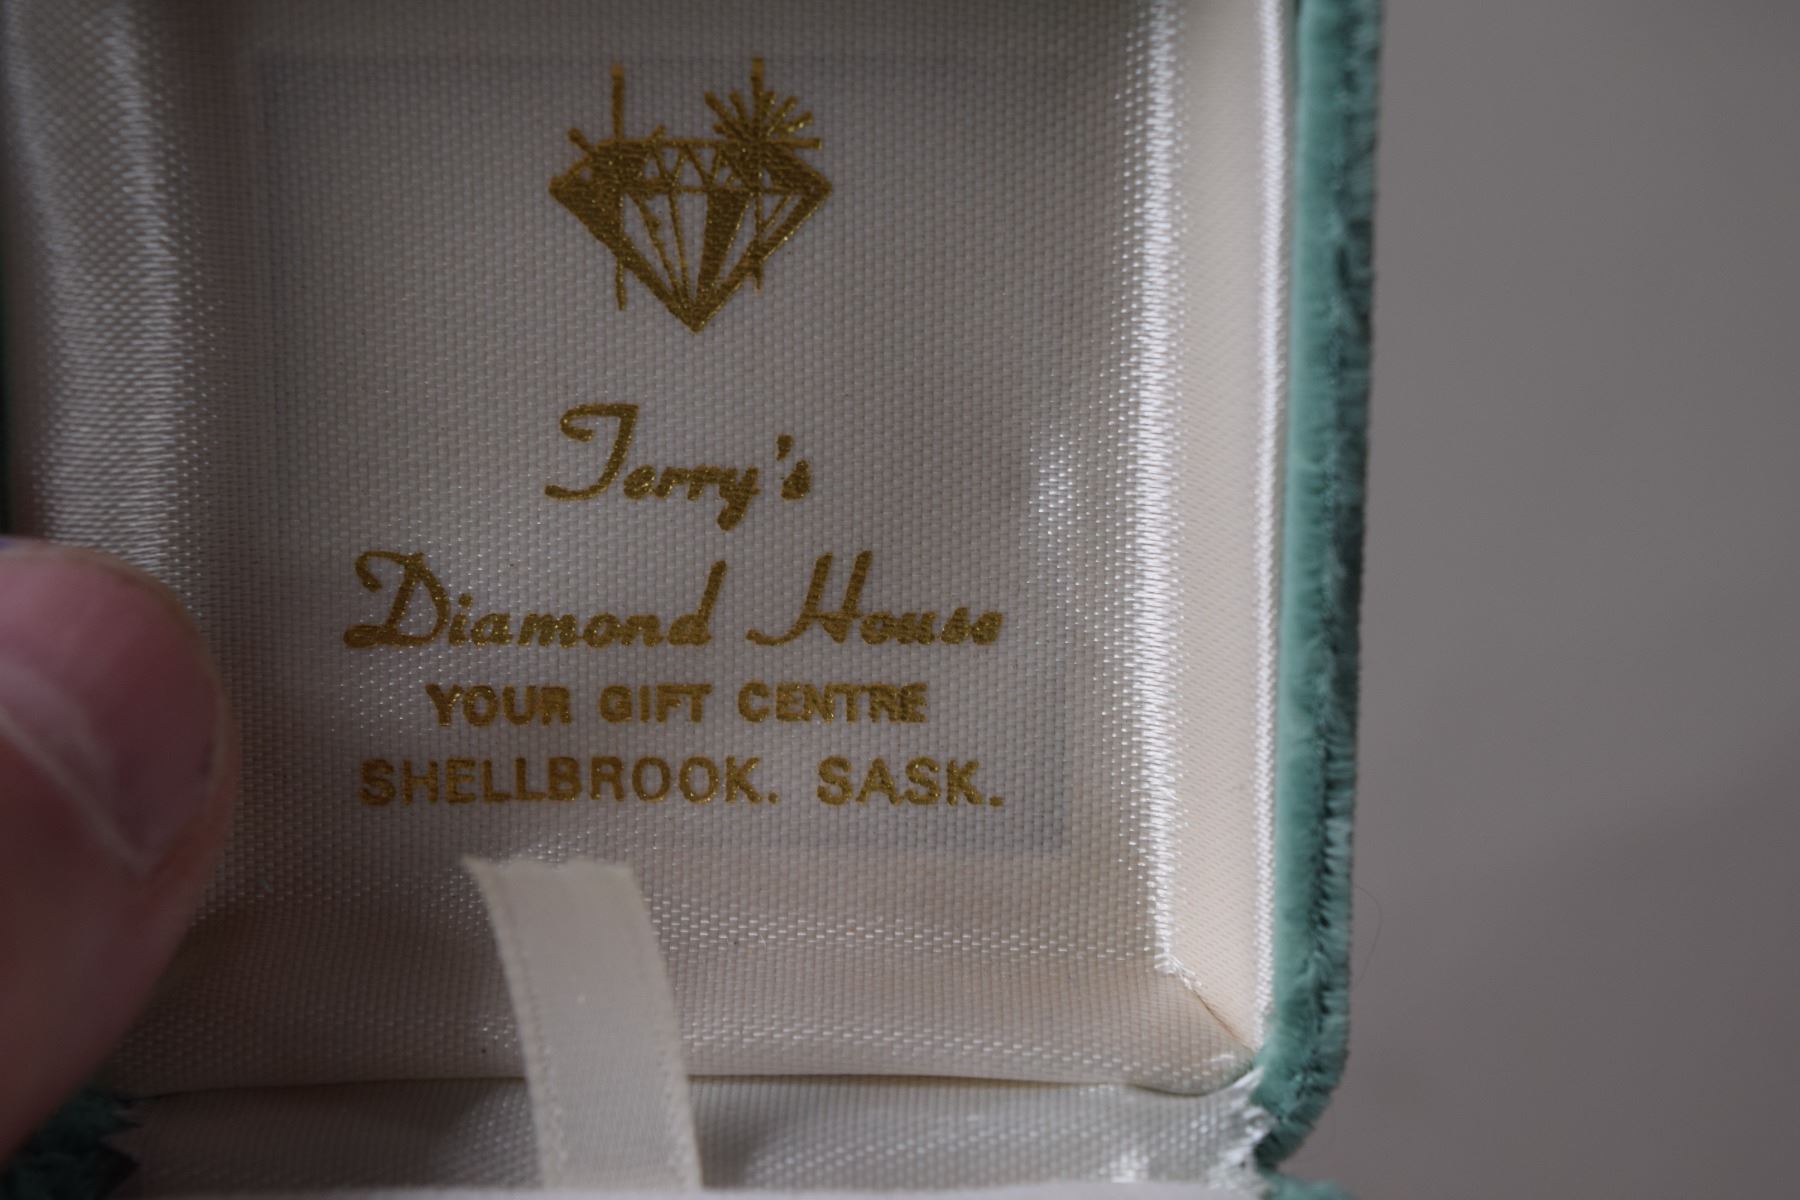 Terry's
Diamond House
YOUR GIFT CENTRE
SHELLBROOK. SASK.